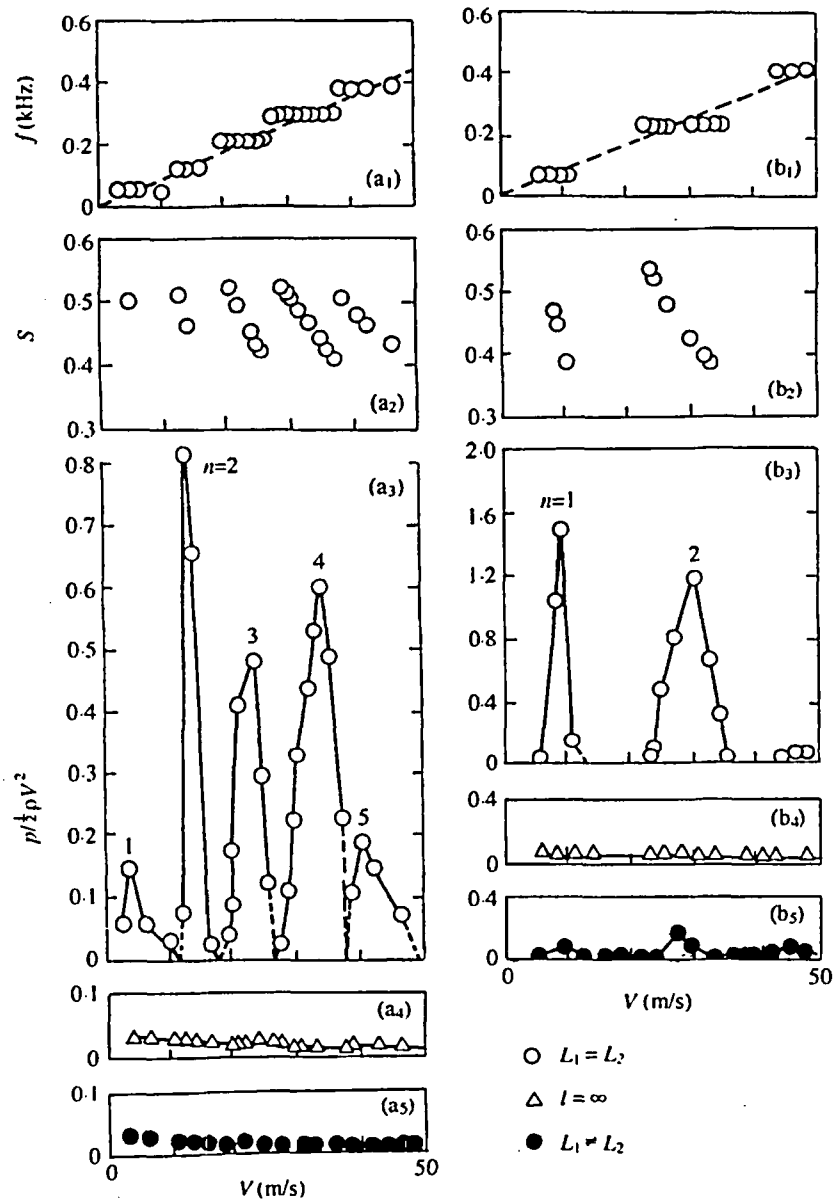 0·6
0·4
0·2
0
f (kHz)
(a₁)
0·6
0·5
0·4
0.3
S
(a₂)
0·8
0·7
0·6
0·5
0·4
0·3
0·2
0·1
0
p/½ρV²
1
n=2
3
4
5
(a₃)
0·1
0
(a₄)
0·1
0
(a₅)
0
50
V (m/s)
0·6
0·4
0·2
0
(b₁)
0·6
0·5
0·4
0·3
(b₂)
2·0
1·6
1·2
0·8
0·4
0
n=1
2
(b₃)
0·4
0
(b₄)
0·4
0
(b₅)
0
50
V (m/s)
L₁ = L₂
l = ∞
L₁ ≠ L₂